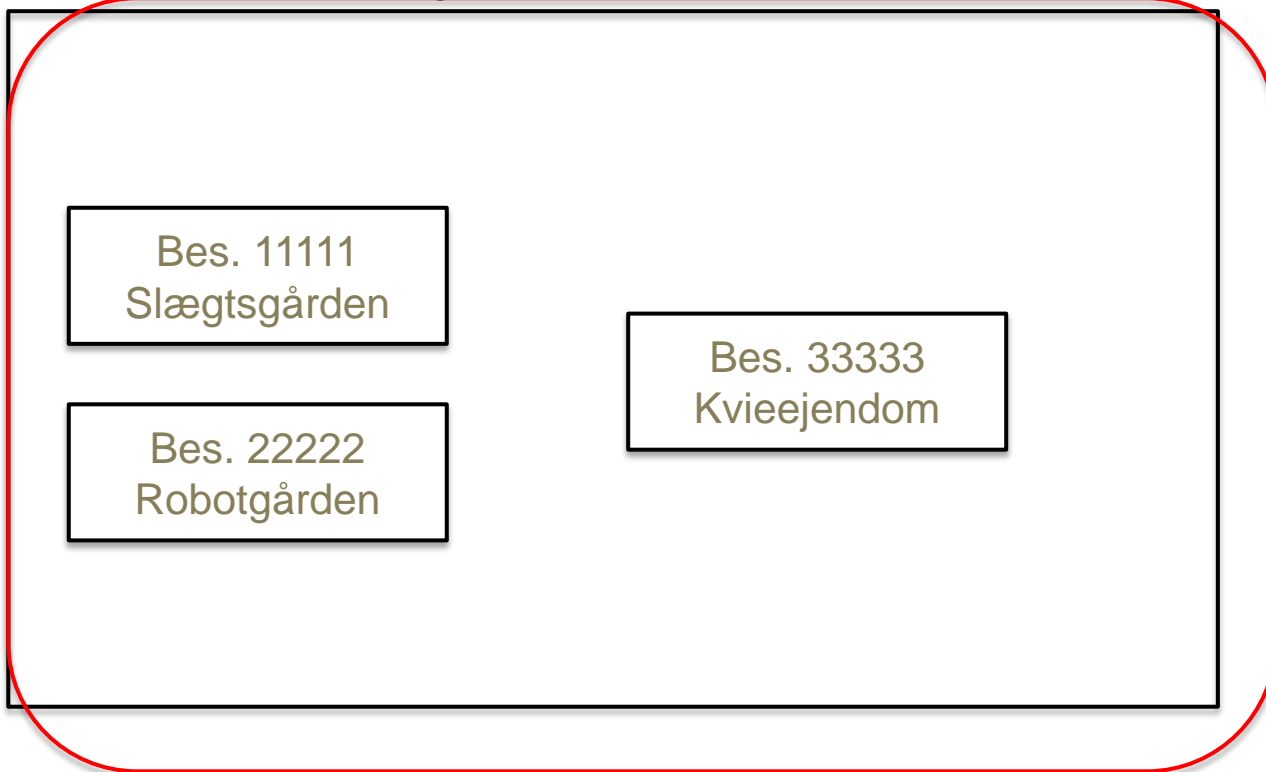 Bes. 11111
Slægtsgården
Bes. 22222
Robotgården
Bes. 33333
Kvieejendom